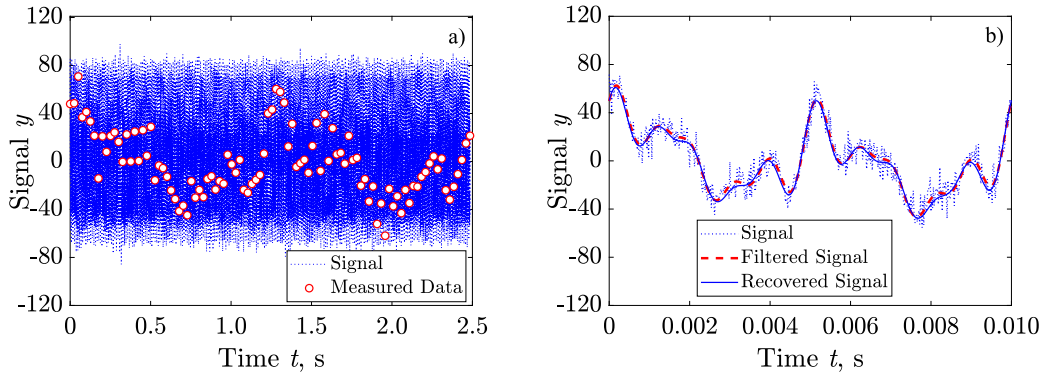 a)
120
80
40
0
-40
-80
-120
Signal y
Signal
Measured Data
0 0.5 1.0 1.5 2.0 2.5
Time t, s
b)
120
80
40
0
-40
-80
-120
Signal y
Signal
Filtered Signal
Recovered Signal
0 0.002 0.004 0.006 0.008 0.010
Time t, s